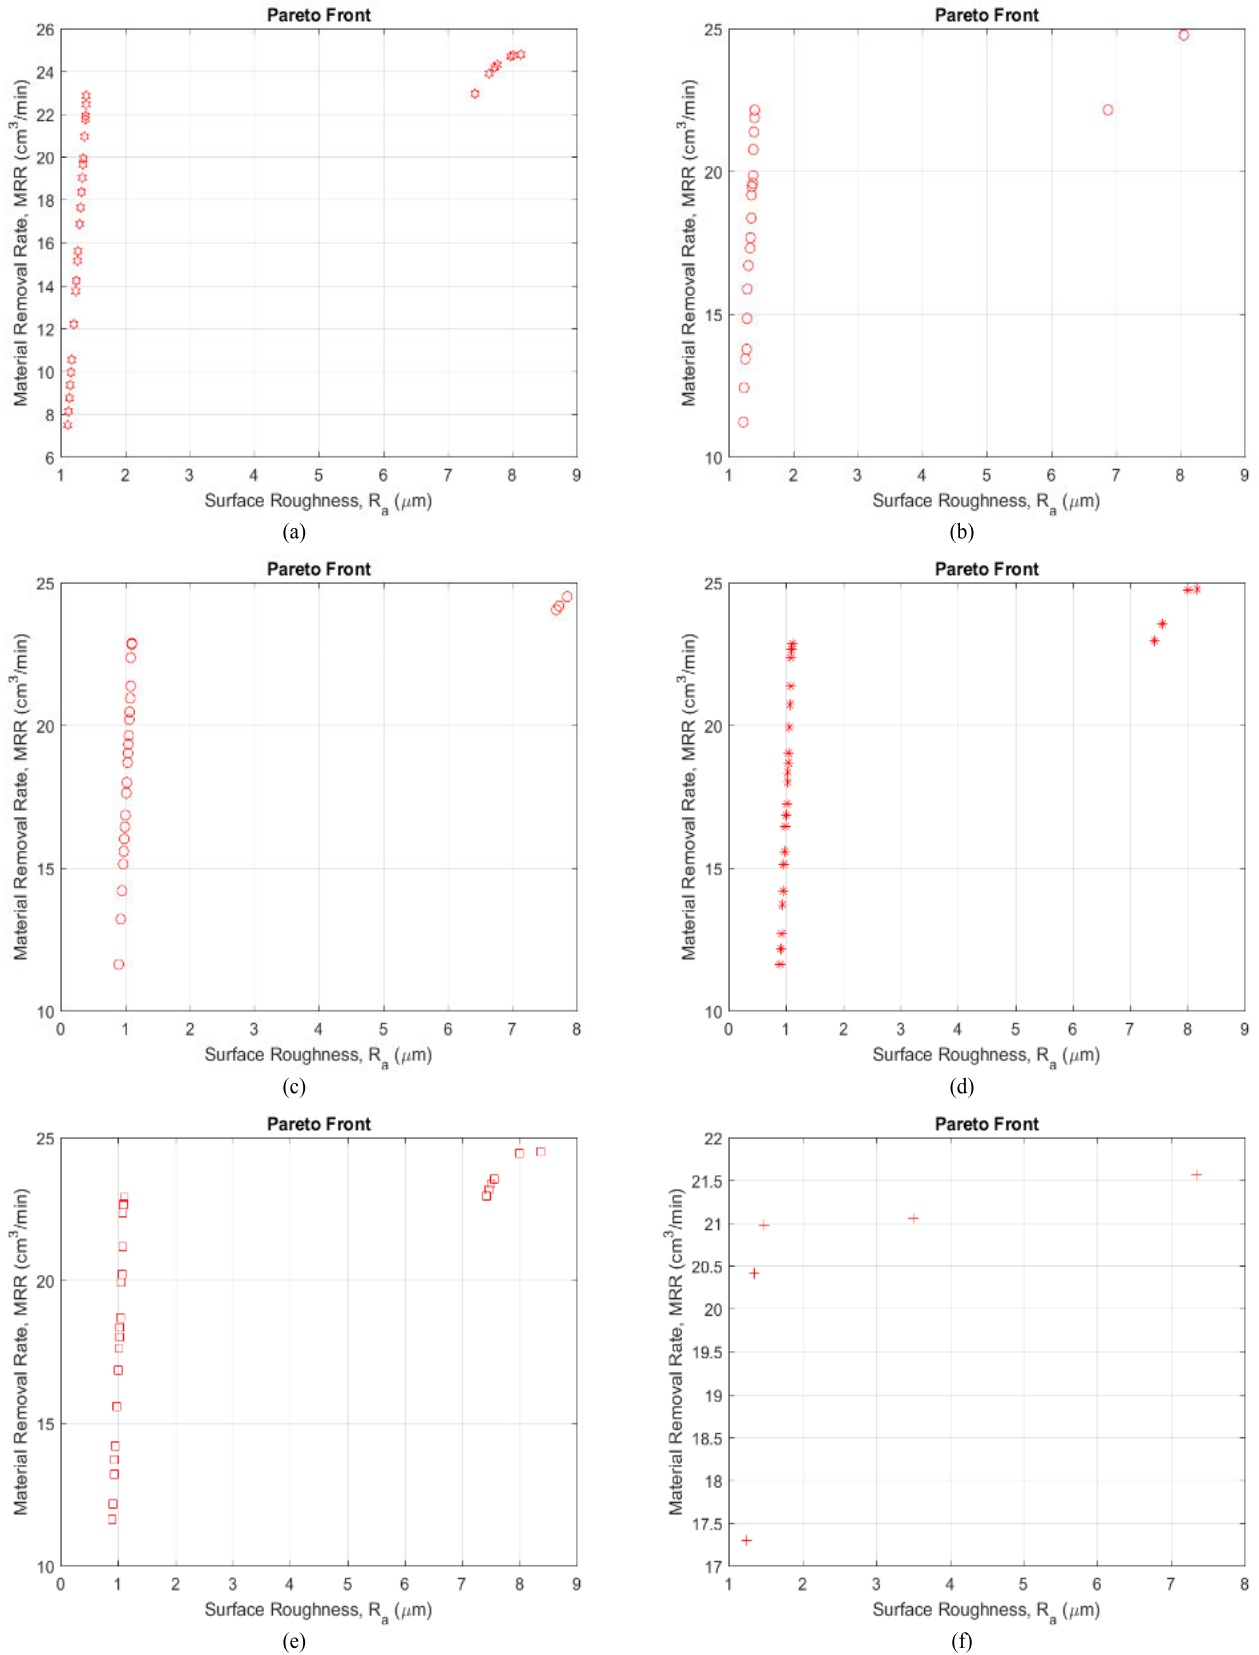 Pareto Front
Material Removal Rate, MRR (cm³/min)
26
24
22
20
18
16
14
12
10
8
6
1 2 3 4 5 6 7 8 9
Surface Roughness, Rₐ (μm)
(a)
Pareto Front
Material Removal Rate, MRR (cm³/min)
25
20
15
10
1 2 3 4 5 6 7 8 9
Surface Roughness, Rₐ (μm)
(b)
Pareto Front
Material Removal Rate, MRR (cm³/min)
25
20
15
10
0 1 2 3 4 5 6 7 8
Surface Roughness, Rₐ (μm)
(c)
Pareto Front
Material Removal Rate, MRR (cm³/min)
25
20
15
10
0 1 2 3 4 5 6 7 8 9
Surface Roughness, Rₐ (μm)
(d)
Pareto Front
Material Removal Rate, MRR (cm³/min)
25
20
15
10
0 1 2 3 4 5 6 7 8 9
Surface Roughness, Rₐ (μm)
(e)
Pareto Front
Material Removal Rate, MRR (cm³/min)
22
21.5
21
20.5
20
19.5
19
18.5
18
17.5
17
1 2 3 4 5 6 7 8
Surface Roughness, Rₐ (μm)
(f)